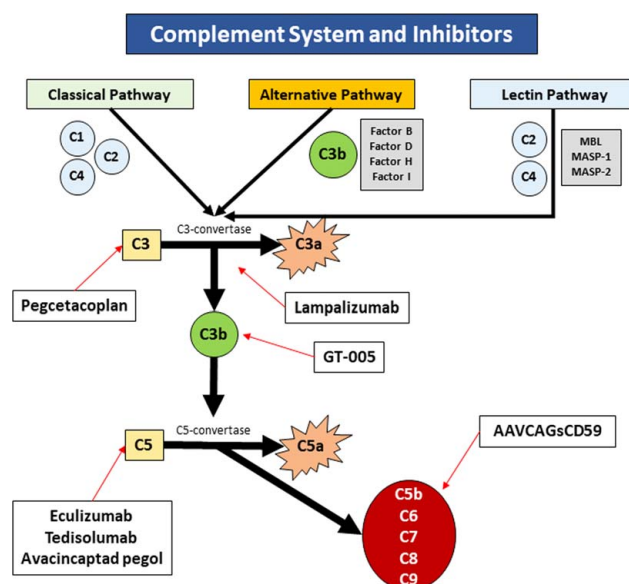 Complement System and Inhibitors
Classical Pathway
Alternative Pathway
Lectin Pathway
C1
C2
C4
C3b
Factor B
Factor D
Factor H
Factor I
C2
C4
MBL
MASP-1
MASP-2
C3-convertase
C3
C3a
Pegcetacoplan
Lampalizumab
C3b
GT-005
C5-convertase
C5
C5a
AAVCAGsCD59
Eculizumab
Tedisolumab
Avacincaptad pegol
C5b
C6
C7
C8
C9